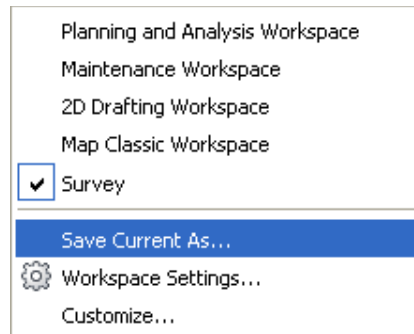 Planning and Analysis Workspace
Maintenance Workspace
2D Drafting Workspace
Map Classic Workspace
Survey
Save Current As...
Workspace Settings...
Customize...